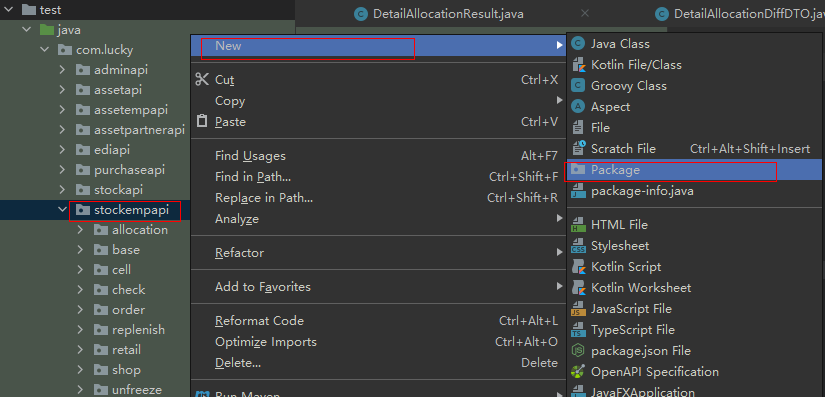 test
java
com.lucky
adminapi
assetapi
assetempapi
assetpartnerapi
ediapi
purchaseapi
stockapi
stockempapi
allocation
base
cell
check
order
replenish
retail
shop
unfreeze
DetailAllocationResult.java
DetailAllocationDiffDTO.java
New
Cut Ctrl+X
Copy
Paste Ctrl+V
Find Usages Alt+F7
Find in Path... Ctrl+Shift+F
Replace in Path... Ctrl+Shift+R
Analyze
Refactor
Add to Favorites
Reformat Code Ctrl+Alt+L
Optimize Imports Ctrl+Alt+O
Delete... Delete
Run Maven
Java Class
Kotlin File/Class
Groovy Class
Aspect
File
Scratch File Ctrl+Alt+Shift+Insert
Package
package-info.java
HTML File
Stylesheet
Kotlin Script
Kotlin Worksheet
JavaScript File
TypeScript File
package.json File
OpenAPI Specification
JavaFXApplication